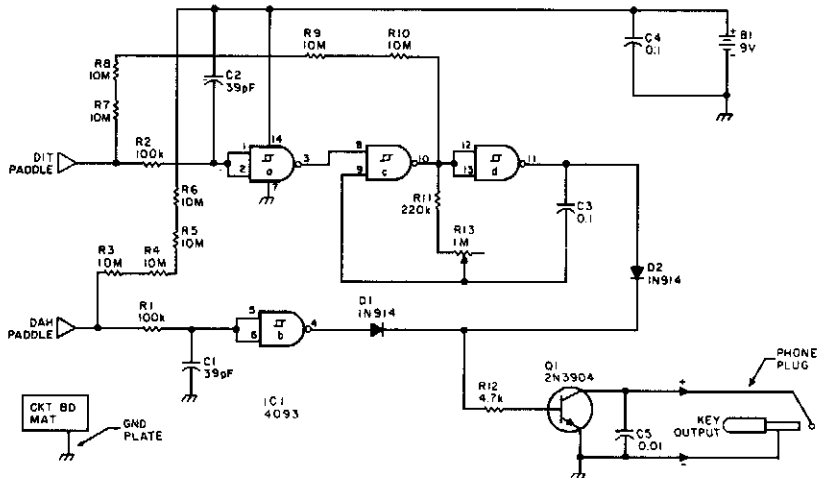 R9
10M
R10
10M
C4
0.1
B1
9V
+
-
R8
10M
C2
39pF
R7
10M
R2
100k
DIT
PADDLE
1
2
14
a
3
7
8
9
c
10
12
13
d
11
R6
10M
R11
220k
C3
0.1
R5
10M
R13
1M
R3
10M
R4
10M
D2
1N914
D1
1N914
DAH
PADDLE
R1
100k
5
6
b
4
Q1
2N3904
PHONE
PLUG
C1
39pF
R12
4.7k
+
IC1
4093
CKT BD
MAT
GND
PLATE
C5
0.01
KEY
OUTPUT
-